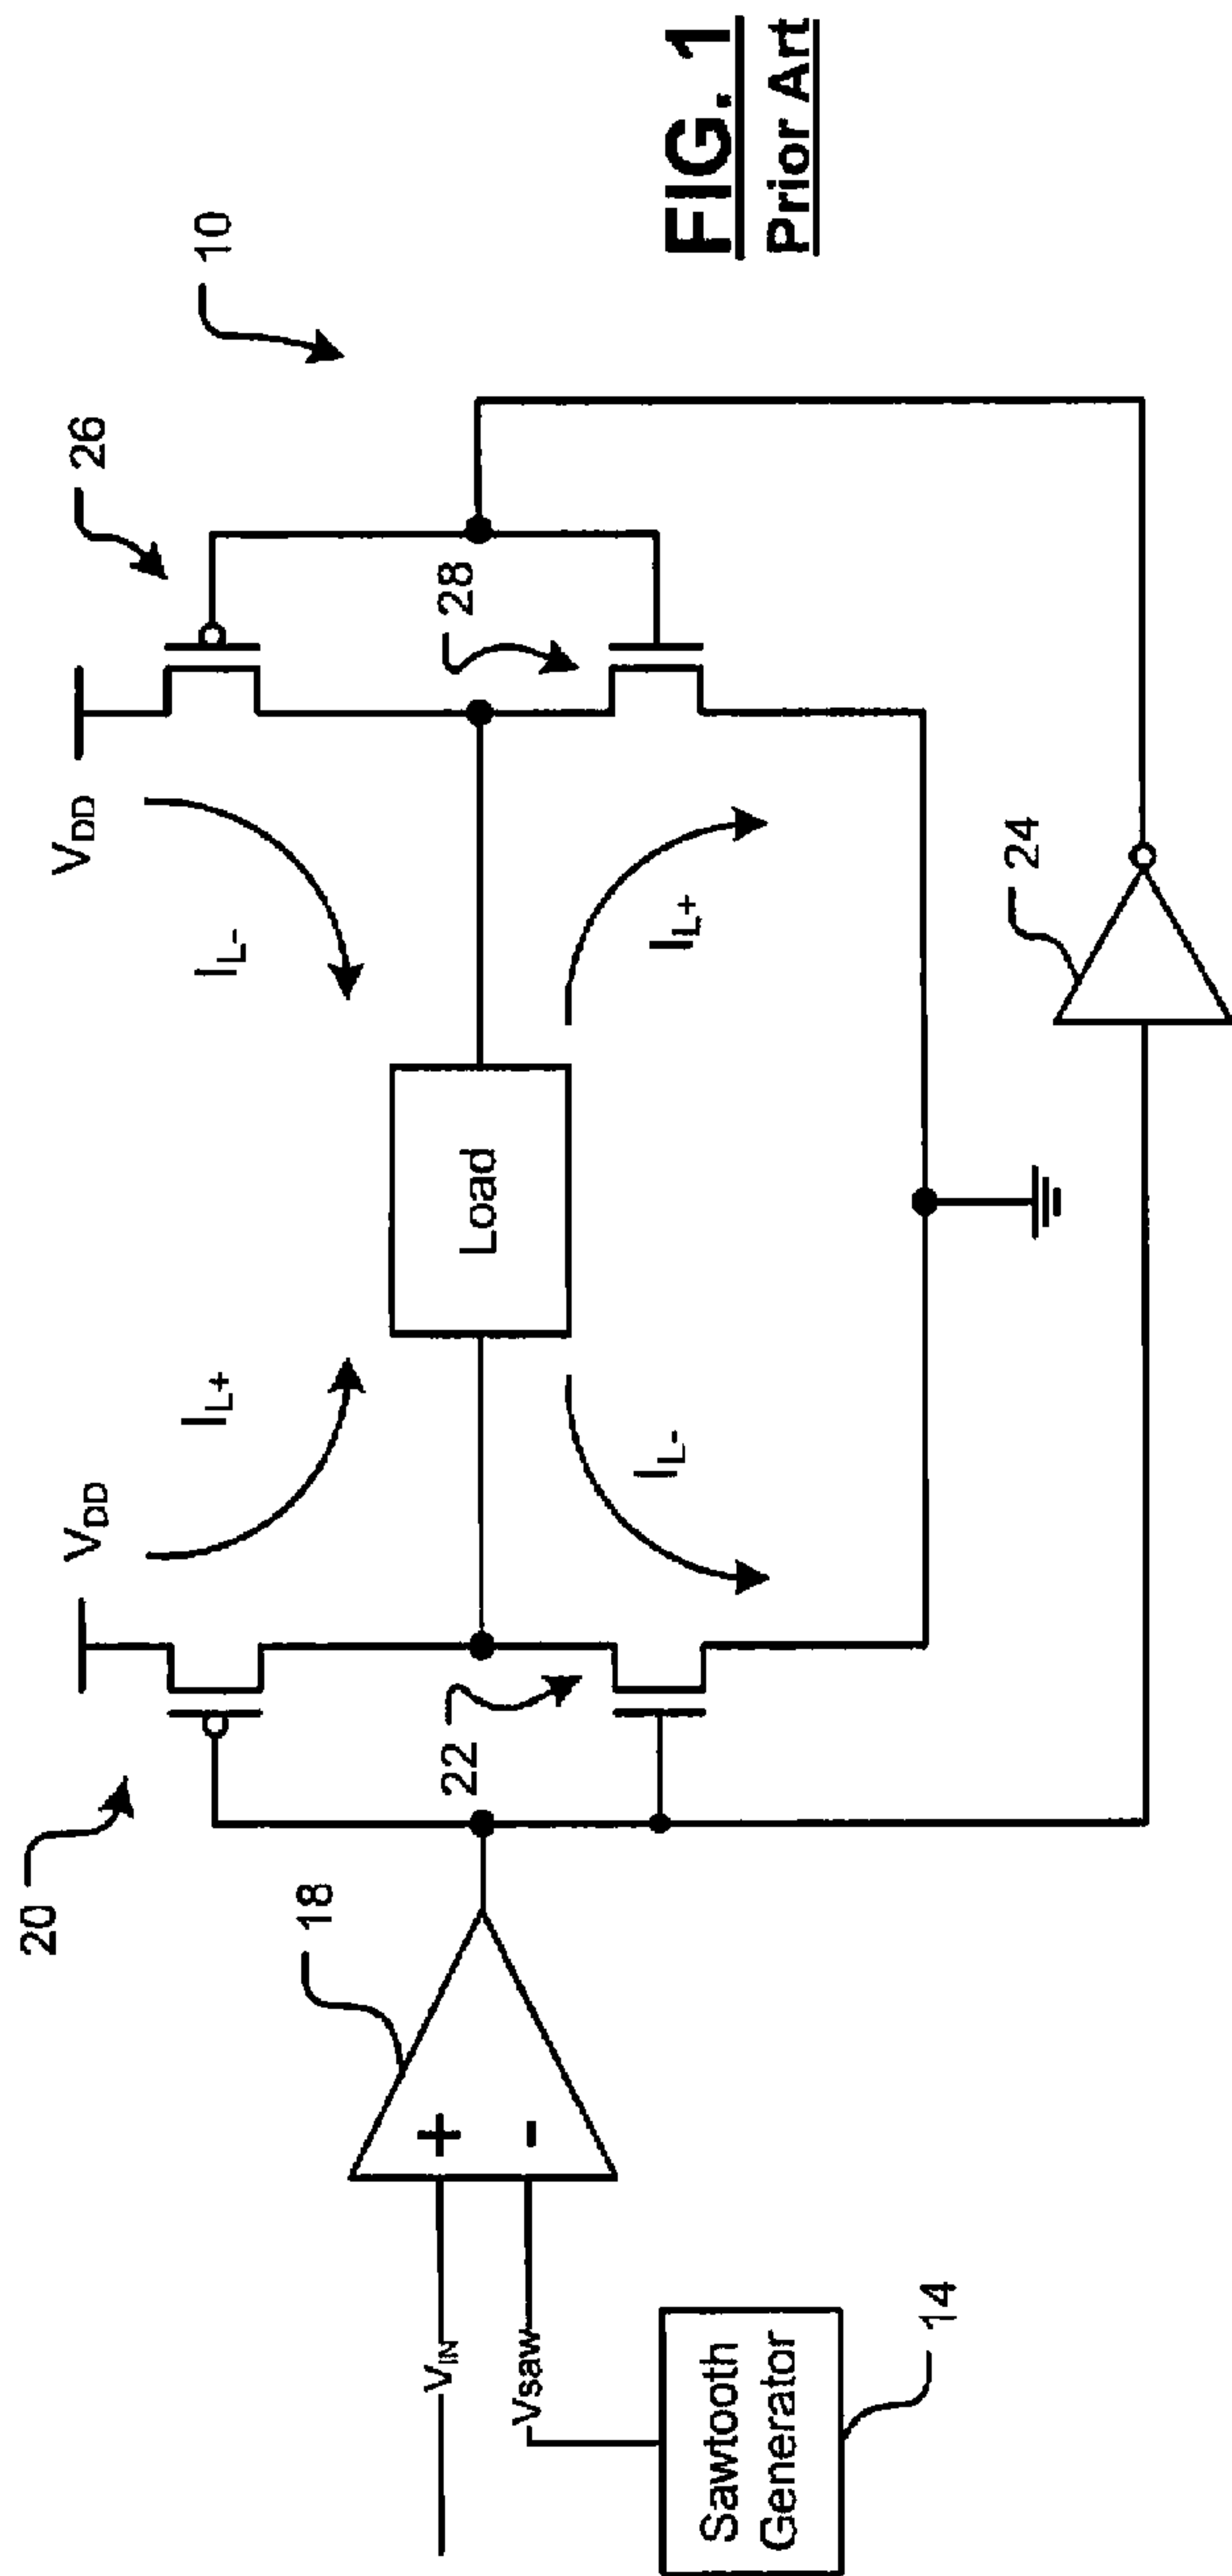 20
V_DD
I_L+
V_DD
I_L-
26
10
18
22
Load
28
+
-
V_IN
Vsaw
I_L-
I_L+
Sawtooth
Generator
14
24
FIG. 1
Prior Art